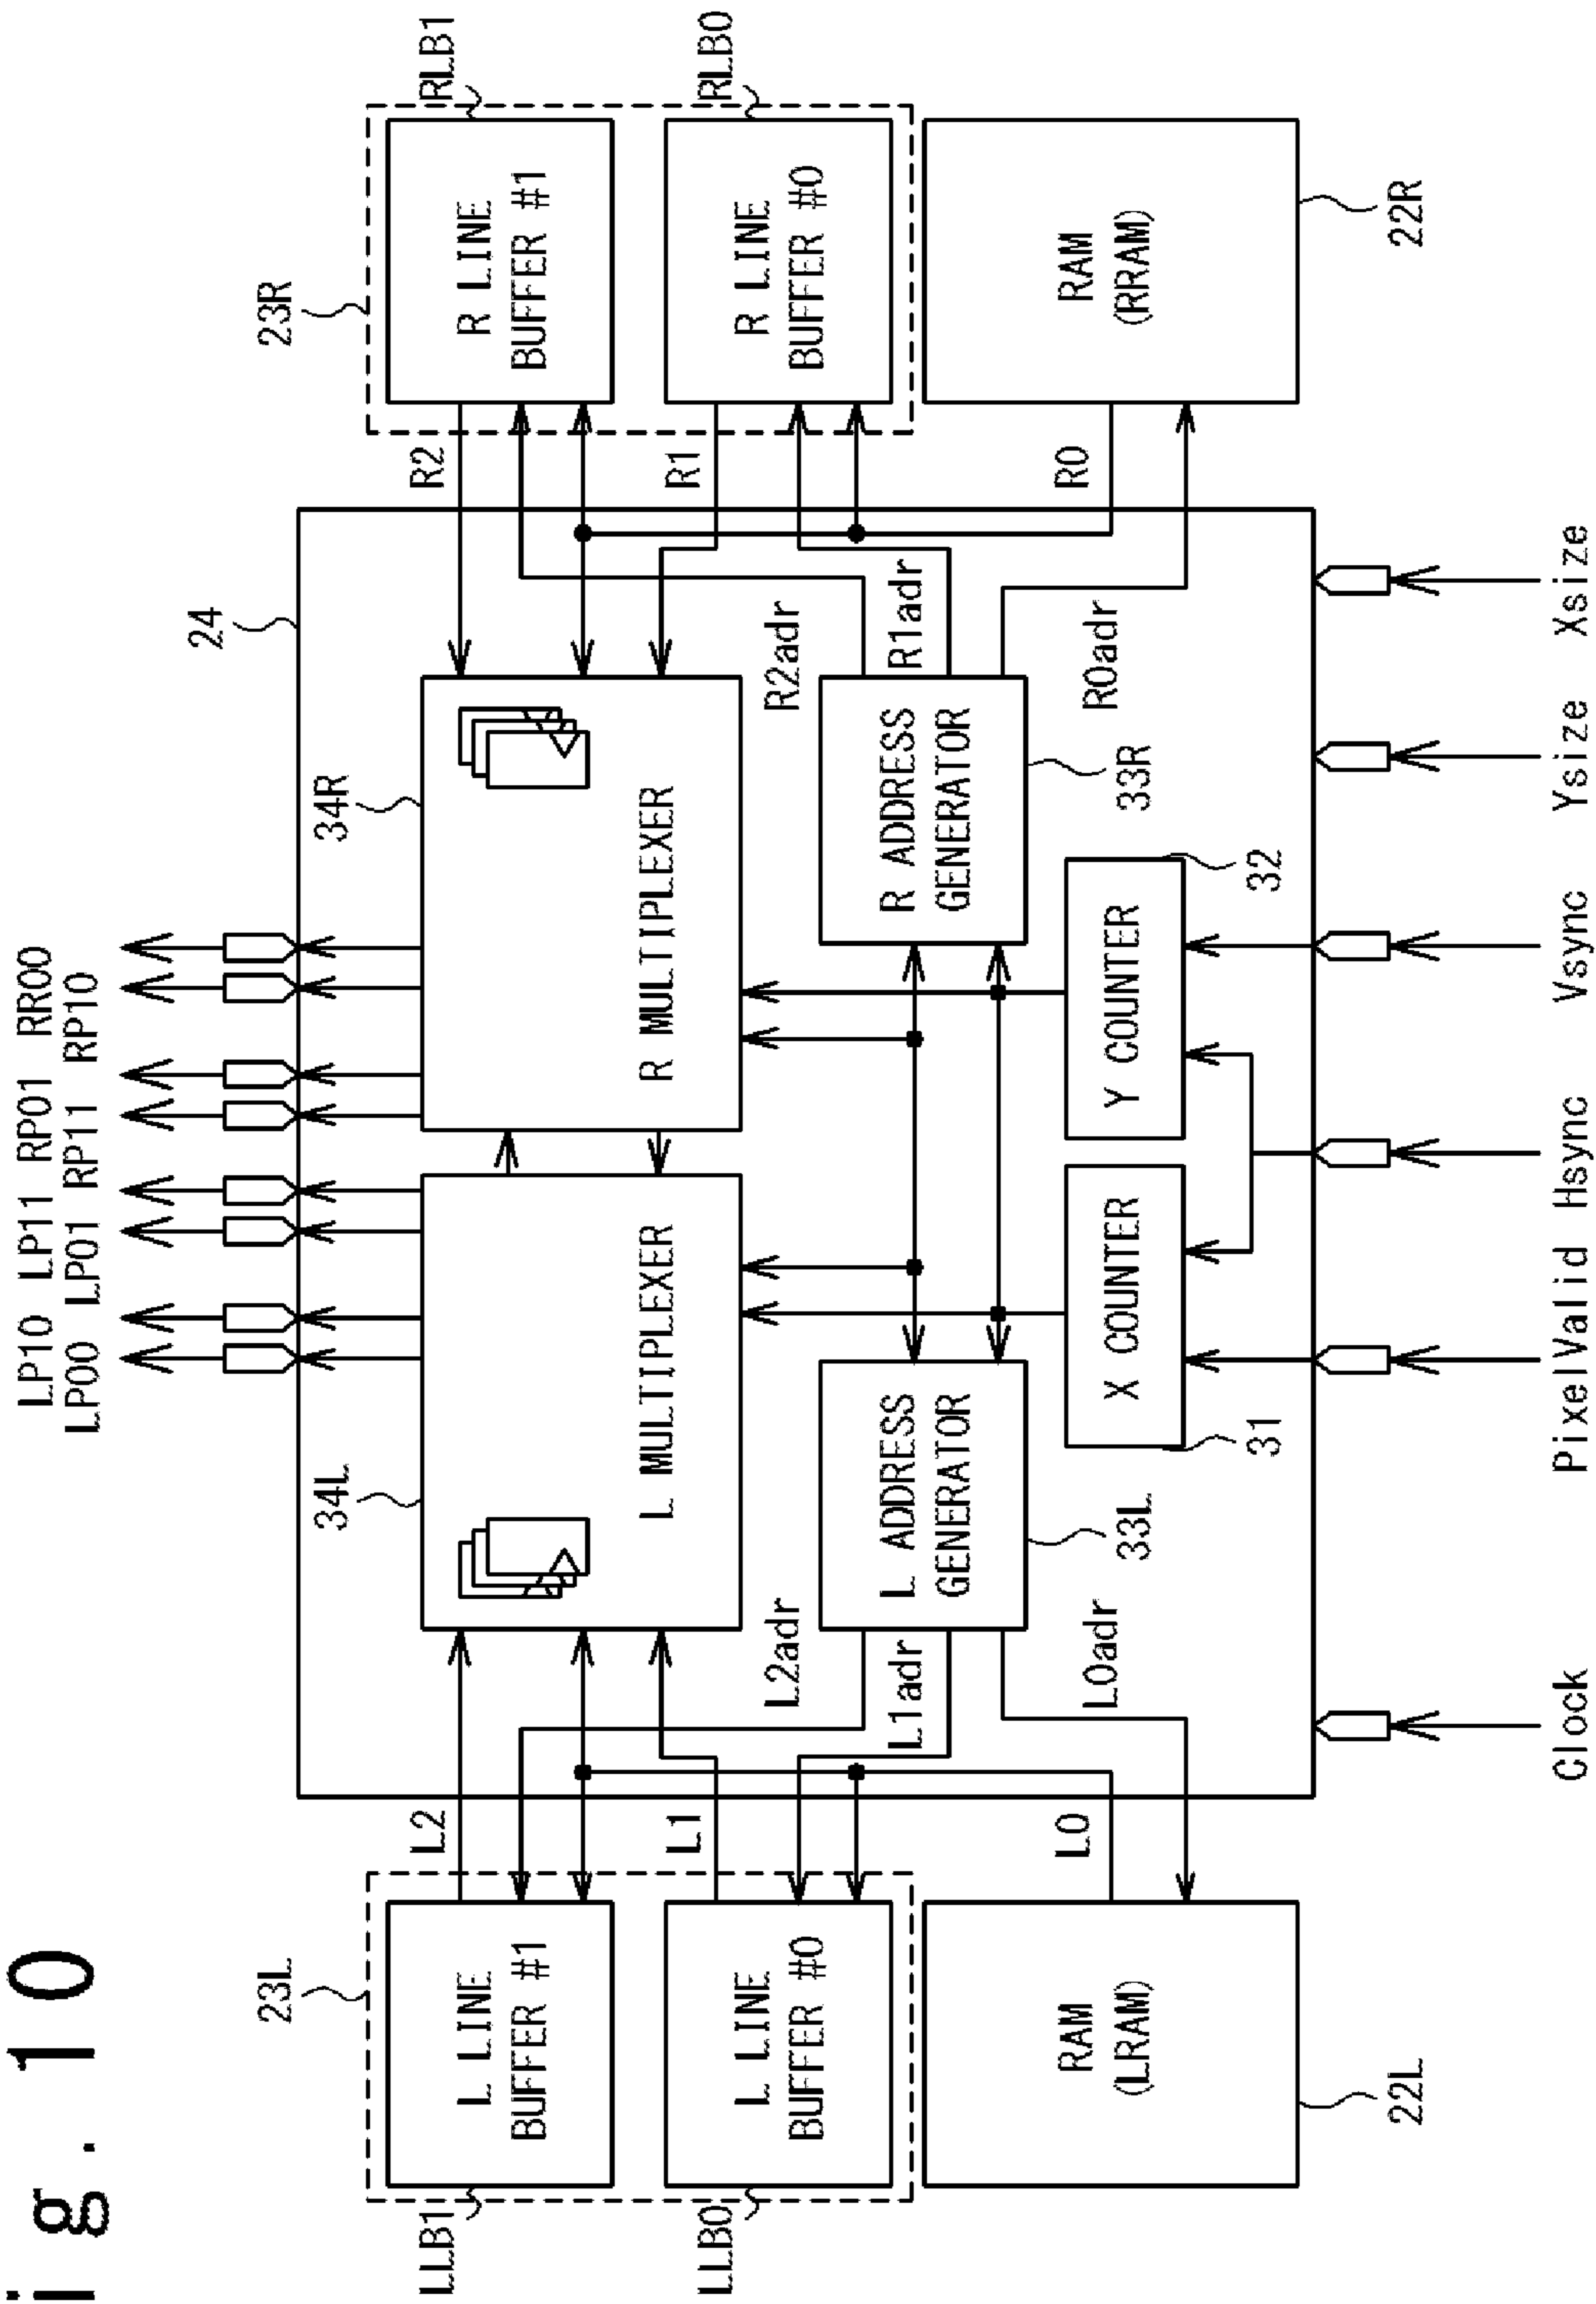 ig. 10
LP10 LP11 RP01 RR00
LP00 LP01 RP11 RP10
24
23L
34L
34R
23R
LLB1
L LINE
BUFFER #1
L2
L MULTIPLEXER
R MULTIPLEXER
R2
R LINE
BUFFER #1
RLB1
LLB0
L LINE
BUFFER #0
L1
L2adr
L1adr
L ADDRESS
GENERATOR
R ADDRESS
GENERATOR
R2adr
R1adr
R1
R LINE
BUFFER #0
RLB0
RAM
(LRAM)
22L
L0
L0adr
33L
31
X COUNTER
Y COUNTER
32
33R
R0adr
R0
RAM
(RRAM)
22R
Clock PixelValid Hsync Vsync Ysize Xsize